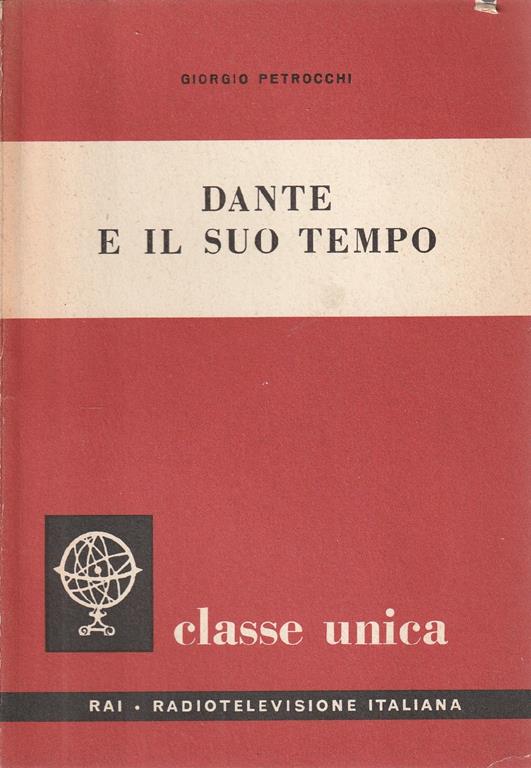 GIORGIO PETROCCHI
DANTE
E IL SUO TEMPO
classe unica
RAI • RADIOTELEVISIONE ITALIANA